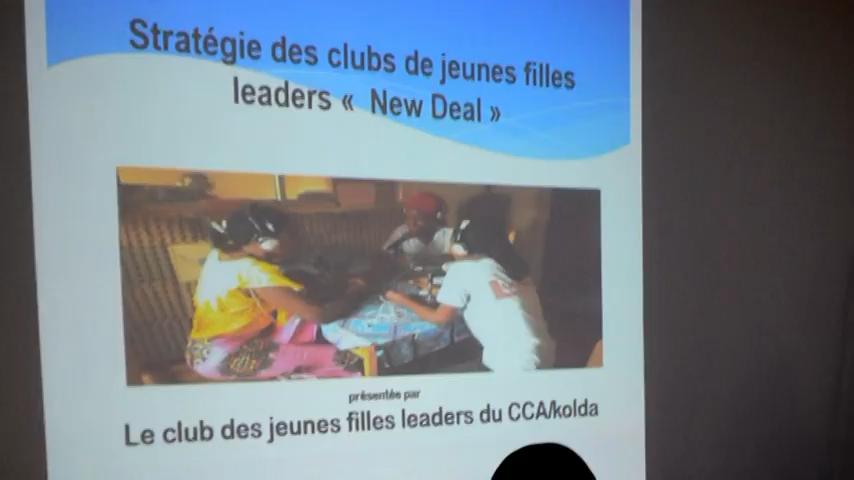 Stratégie des clubs de jeunes filles
leaders « New Deal »
présentée par
Le club des jeunes filles leaders du CCA/kolda